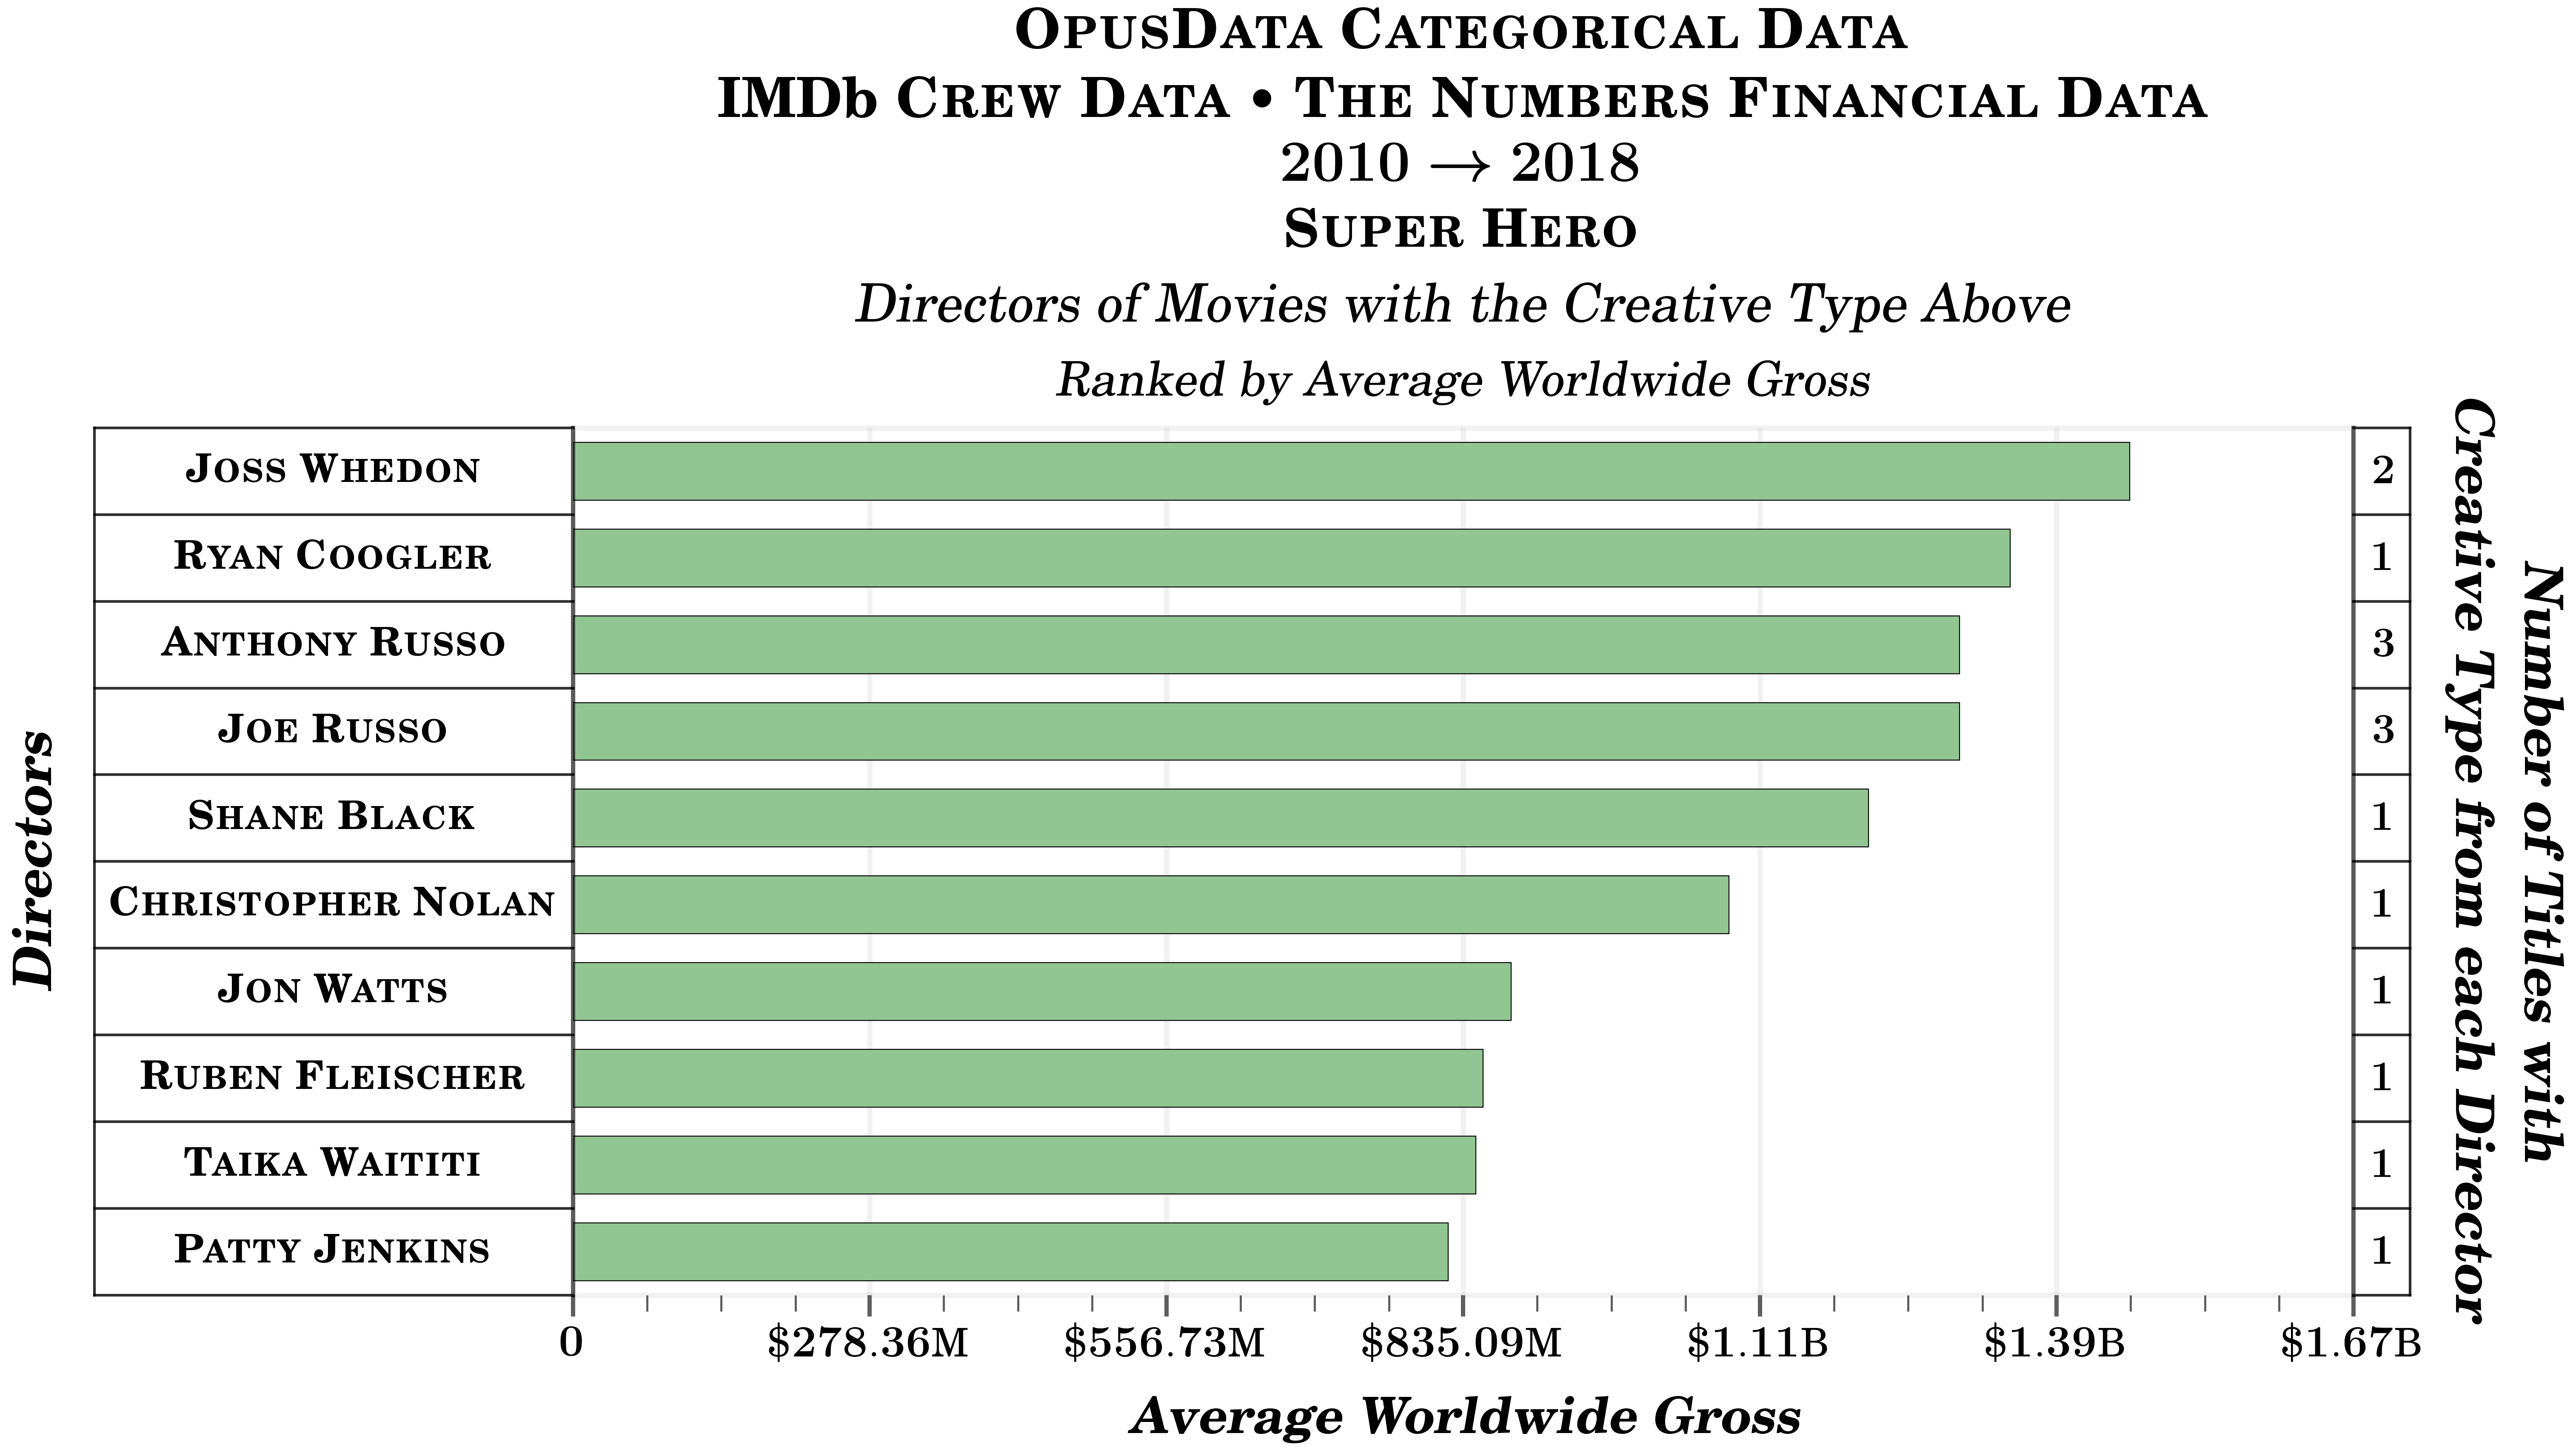 OpusData Categorical Data
IMDb Crew Data • The Numbers Financial Data
2010 → 2018
Super Hero
Directors of Movies with the Creative Type Above
Ranked by Average Worldwide Gross
Directors
Joss Whedon 2
Ryan Coogler 1
Anthony Russo 3
Joe Russo 3
Shane Black 1
Christopher Nolan 1
Jon Watts 1
Ruben Fleischer 1
Taika Waititi 1
Patty Jenkins 1
Number of Titles with
Creative Type from each Director
0 $278.36M $556.73M $835.09M $1.11B $1.39B $1.67B
Average Worldwide Gross